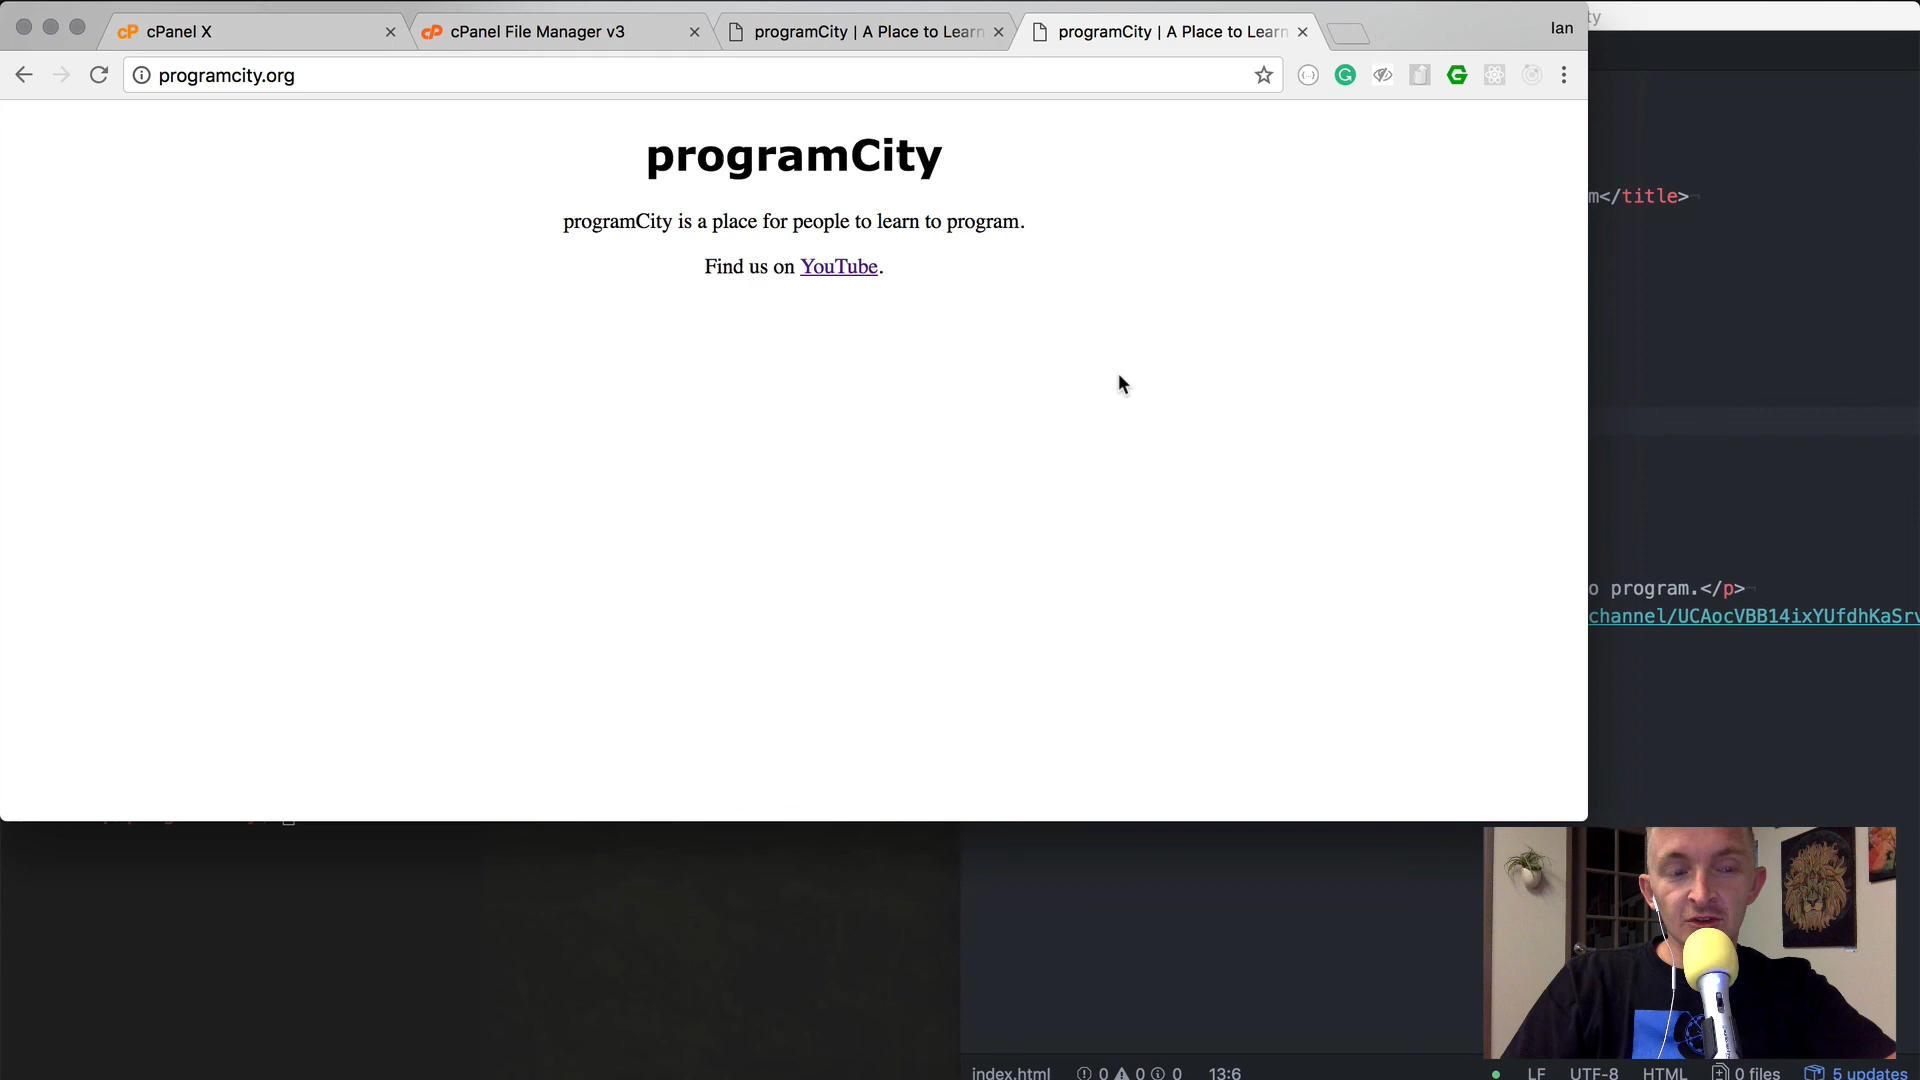 cPanel X
cPanel File Manager v3
programCity | A Place to Learn
programCity | A Place to Learn
Ian
programcity.org
programCity
programCity is a place for people to learn to program.
Find us on YouTube.
m</title>
o program.</p>
channel/UCAocVBB14ixYUfdhKaSrv
index.html
0
0
0
13:6
LF
UTF-8
HTML
0 files
5 updates